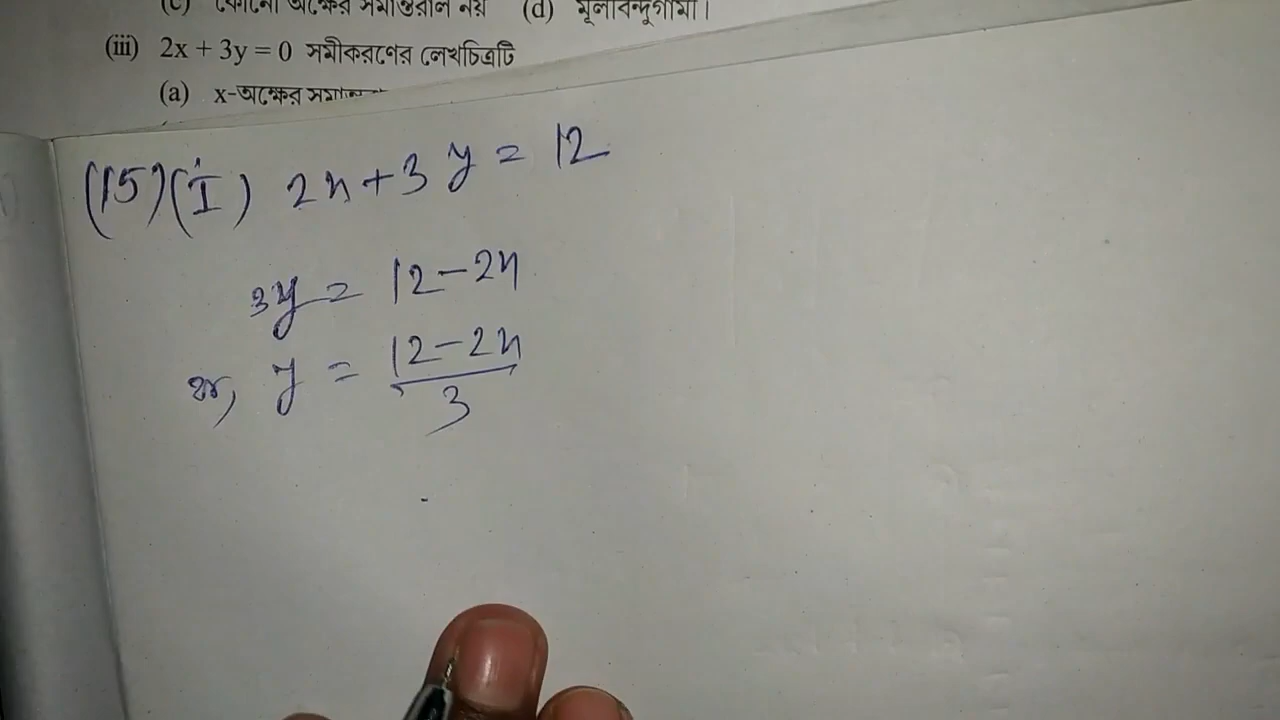 (c) কোনো অক্ষের সমান্তরাল নয় (d) মূলবিন্দুগামী।
(iii) 2x + 3y = 0 সমীকরণের লেখচিত্রটি
(a) x-অক্ষের
(15)(i) 2x + 3y = 12
3y = 12 - 2x
বা, y = \frac{12 - 2x}{3}